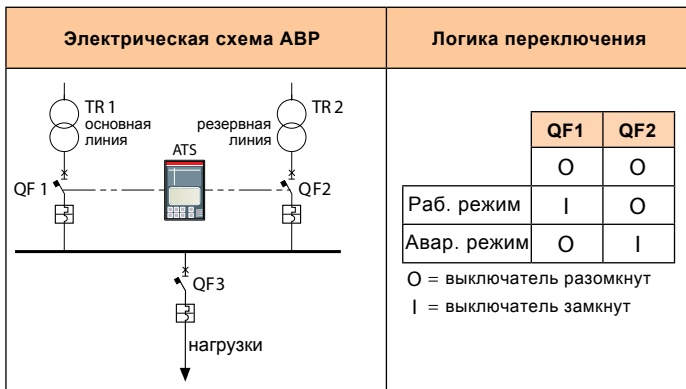 Электрическая схема АВР
Логика переключения
TR 1
основная
линия
резервная
линия
TR 2
ATS
QF 1
QF2
QF3
нагрузки
QF1 QF2
O O
Раб. режим I O
Авар. режим O I
O = выключатель разомкнут
I = выключатель замкнут